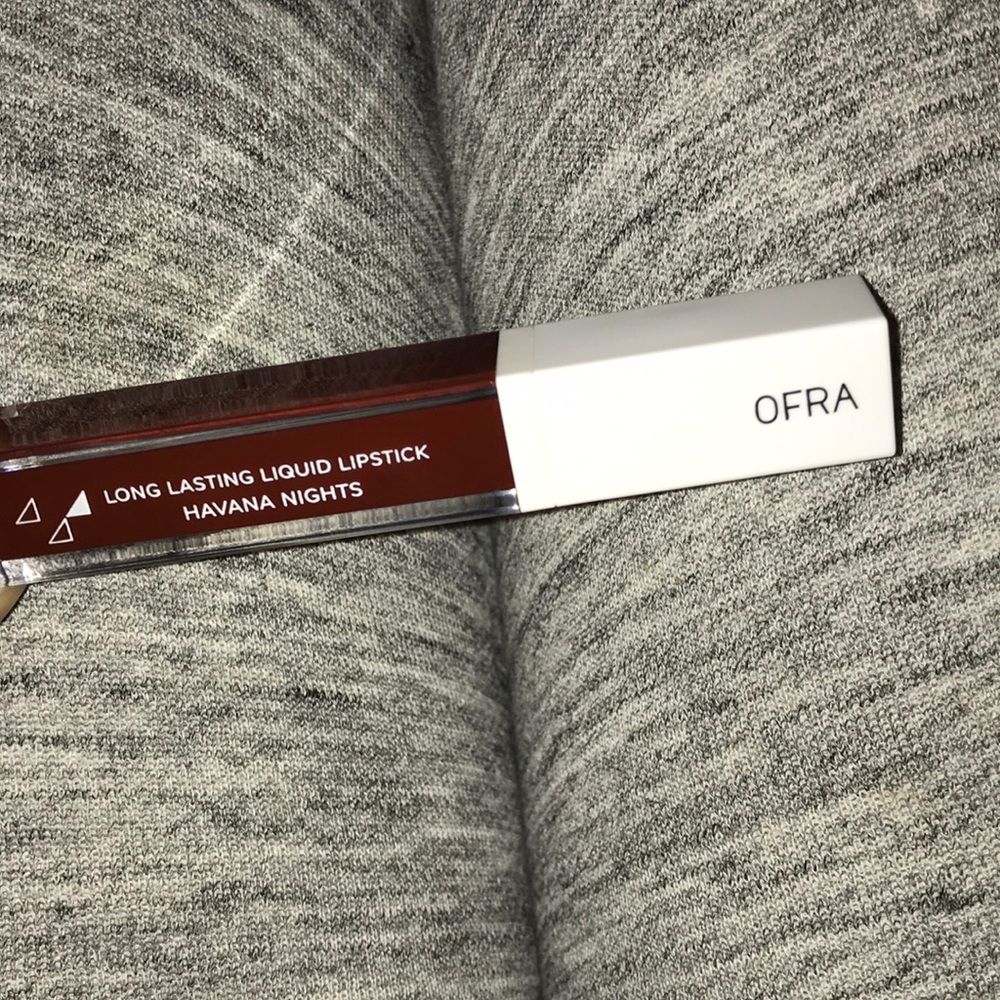 LONG LASTING LIQUID LIPSTICK
HAVANA NIGHTS
OFRA